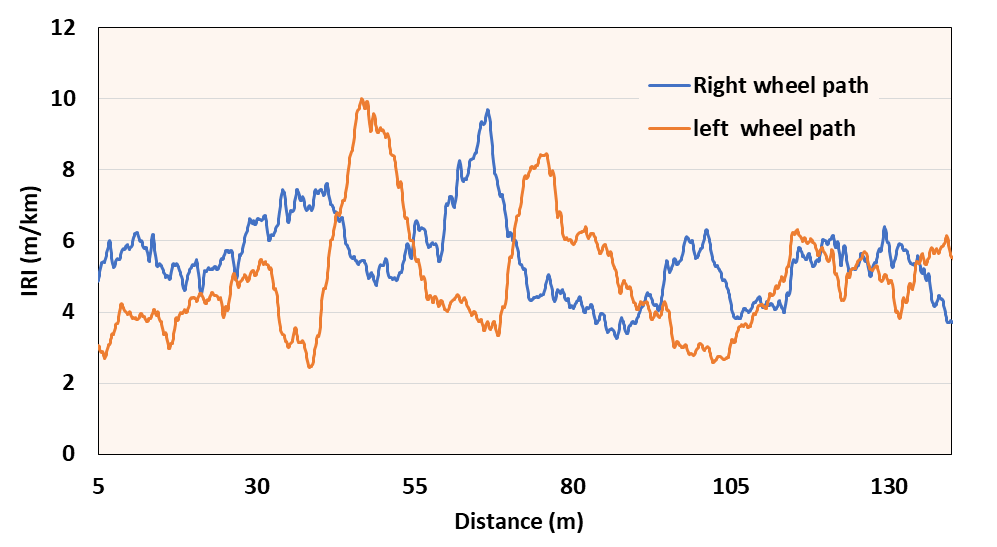 12
10
8
6
4
2
0
IRI (m/km)
Right wheel path
left  wheel path
5 30 55 80 105 130
Distance (m)